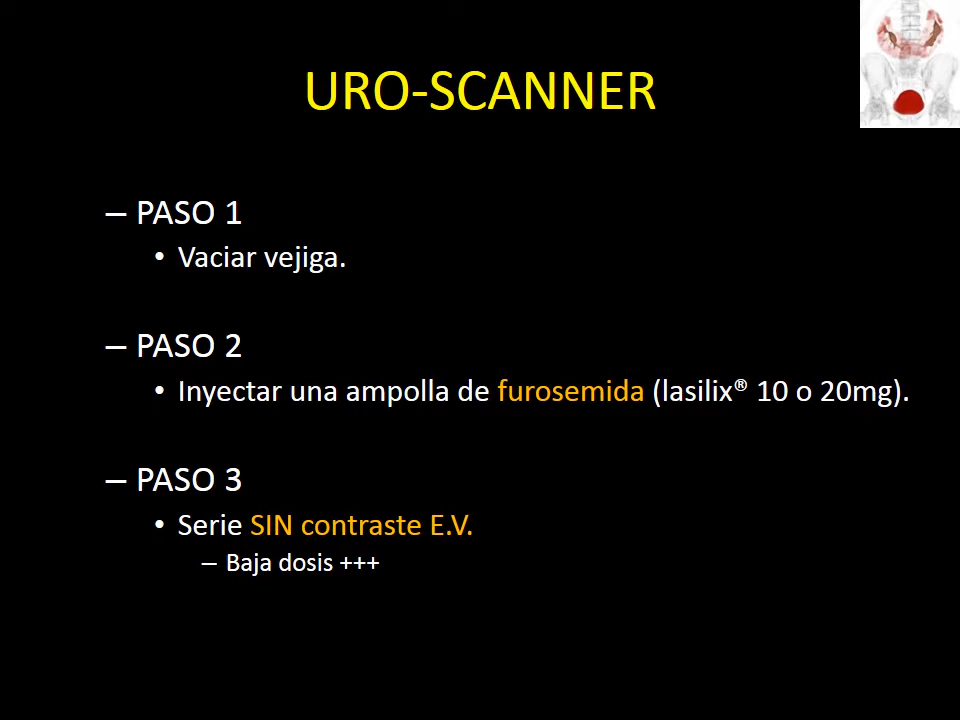 URO-SCANNER
– PASO 1
• Vaciar vejiga.
– PASO 2
• Inyectar una ampolla de furosemida (lasilix® 10 o 20mg).
– PASO 3
• Serie SIN contraste E.V.
– Baja dosis +++